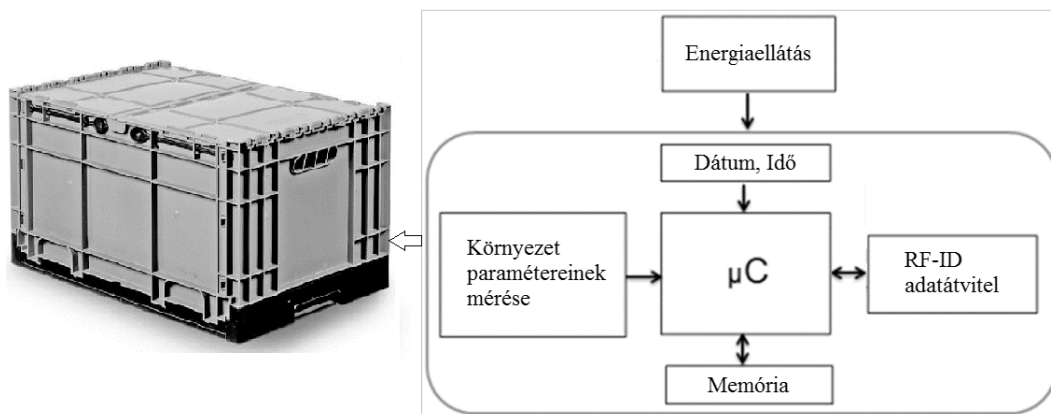 Energiaellátás
Dátum, Idő
Környezet
paramétereinek
mérése
µC
RF-ID
adatátvitel
Memória